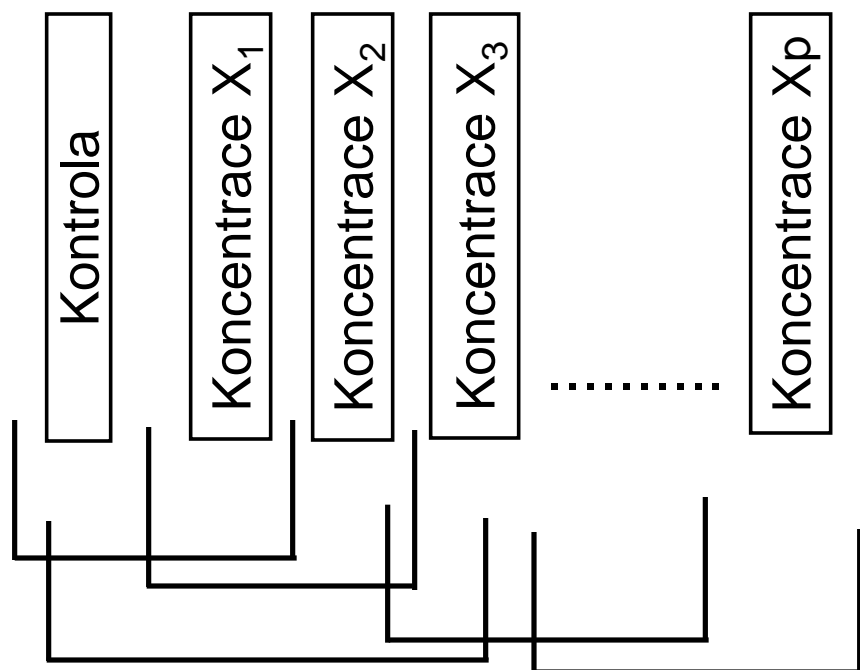 Kontrola
Koncentrace X₁
Koncentrace X₂
Koncentrace X₃
Koncentrace Xp